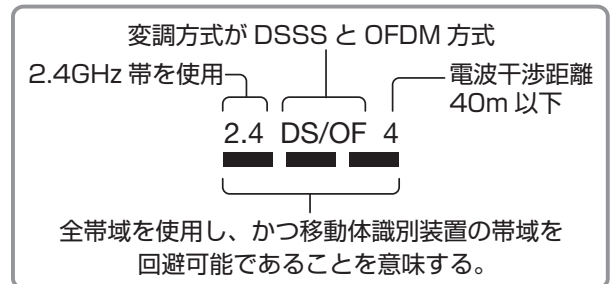 変調方式が DSSS と OFDM 方式
2.4GHz 帯を使用
電波干渉距離
40m 以下
2.4 DS/OF 4
全帯域を使用し、かつ移動体識別装置の帯域を
回避可能であることを意味する。